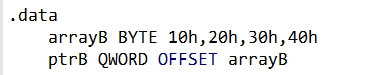 .data
    arrayB BYTE 10h,20h,30h,40h
    ptrB QWORD OFFSET arrayB